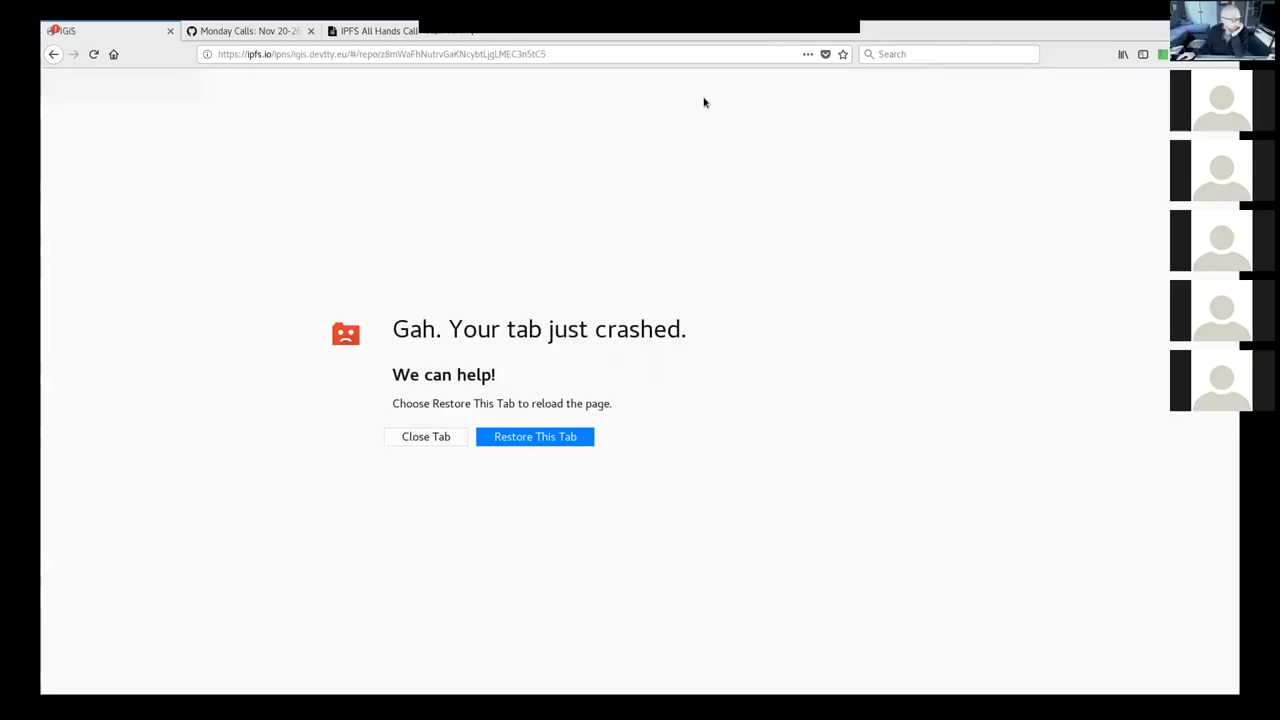 IGiS
Monday Calls: Nov 20-26
IPFS All Hands Call
https://ipfs.io/ipns/igis.devtty.eu/#/repo/z8mWaFhNutrvGaKNcybtLjgLMEC3n5tC5
Search
Gah. Your tab just crashed.
We can help!
Choose Restore This Tab to reload the page.
Close Tab
Restore This Tab